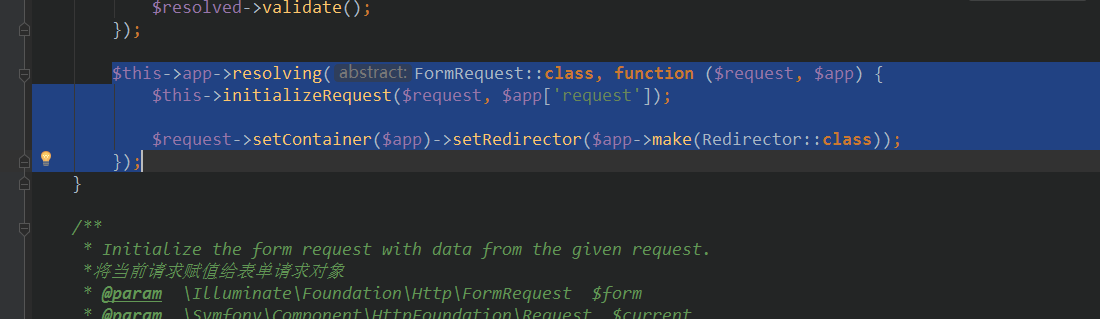 $resolved->validate();
});
$this->app->resolving( abstract: FormRequest::class, function ($request, $app) {
$this->initializeRequest($request, $app['request']);
$request->setContainer($app)->setRedirector($app->make(Redirector::class));
});
}
/**
* Initialize the form request with data from the given request.
*将当前请求赋值给表单请求对象
* @param \Illuminate\Foundation\Http\FormRequest $form
* @param \Symfony\Component\HttpFoundation\Request $current